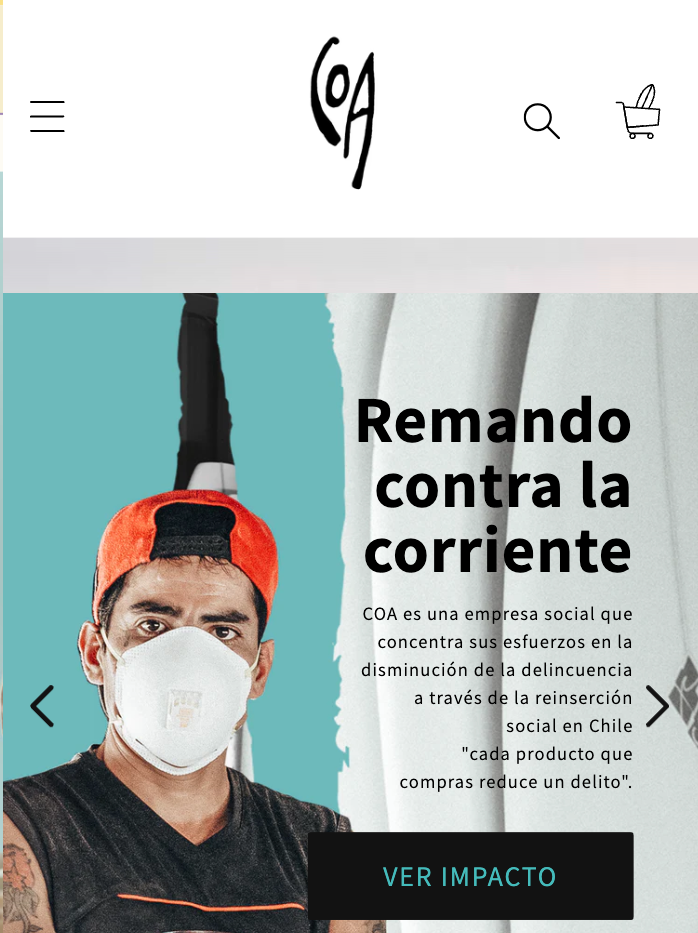 COA
Remando
contra la
corriente
COA es una empresa social que
concentra sus esfuerzos en la
disminución de la delincuencia
a través de la reinserción
social en Chile
"cada producto que
compras reduce un delito".
VER IMPACTO